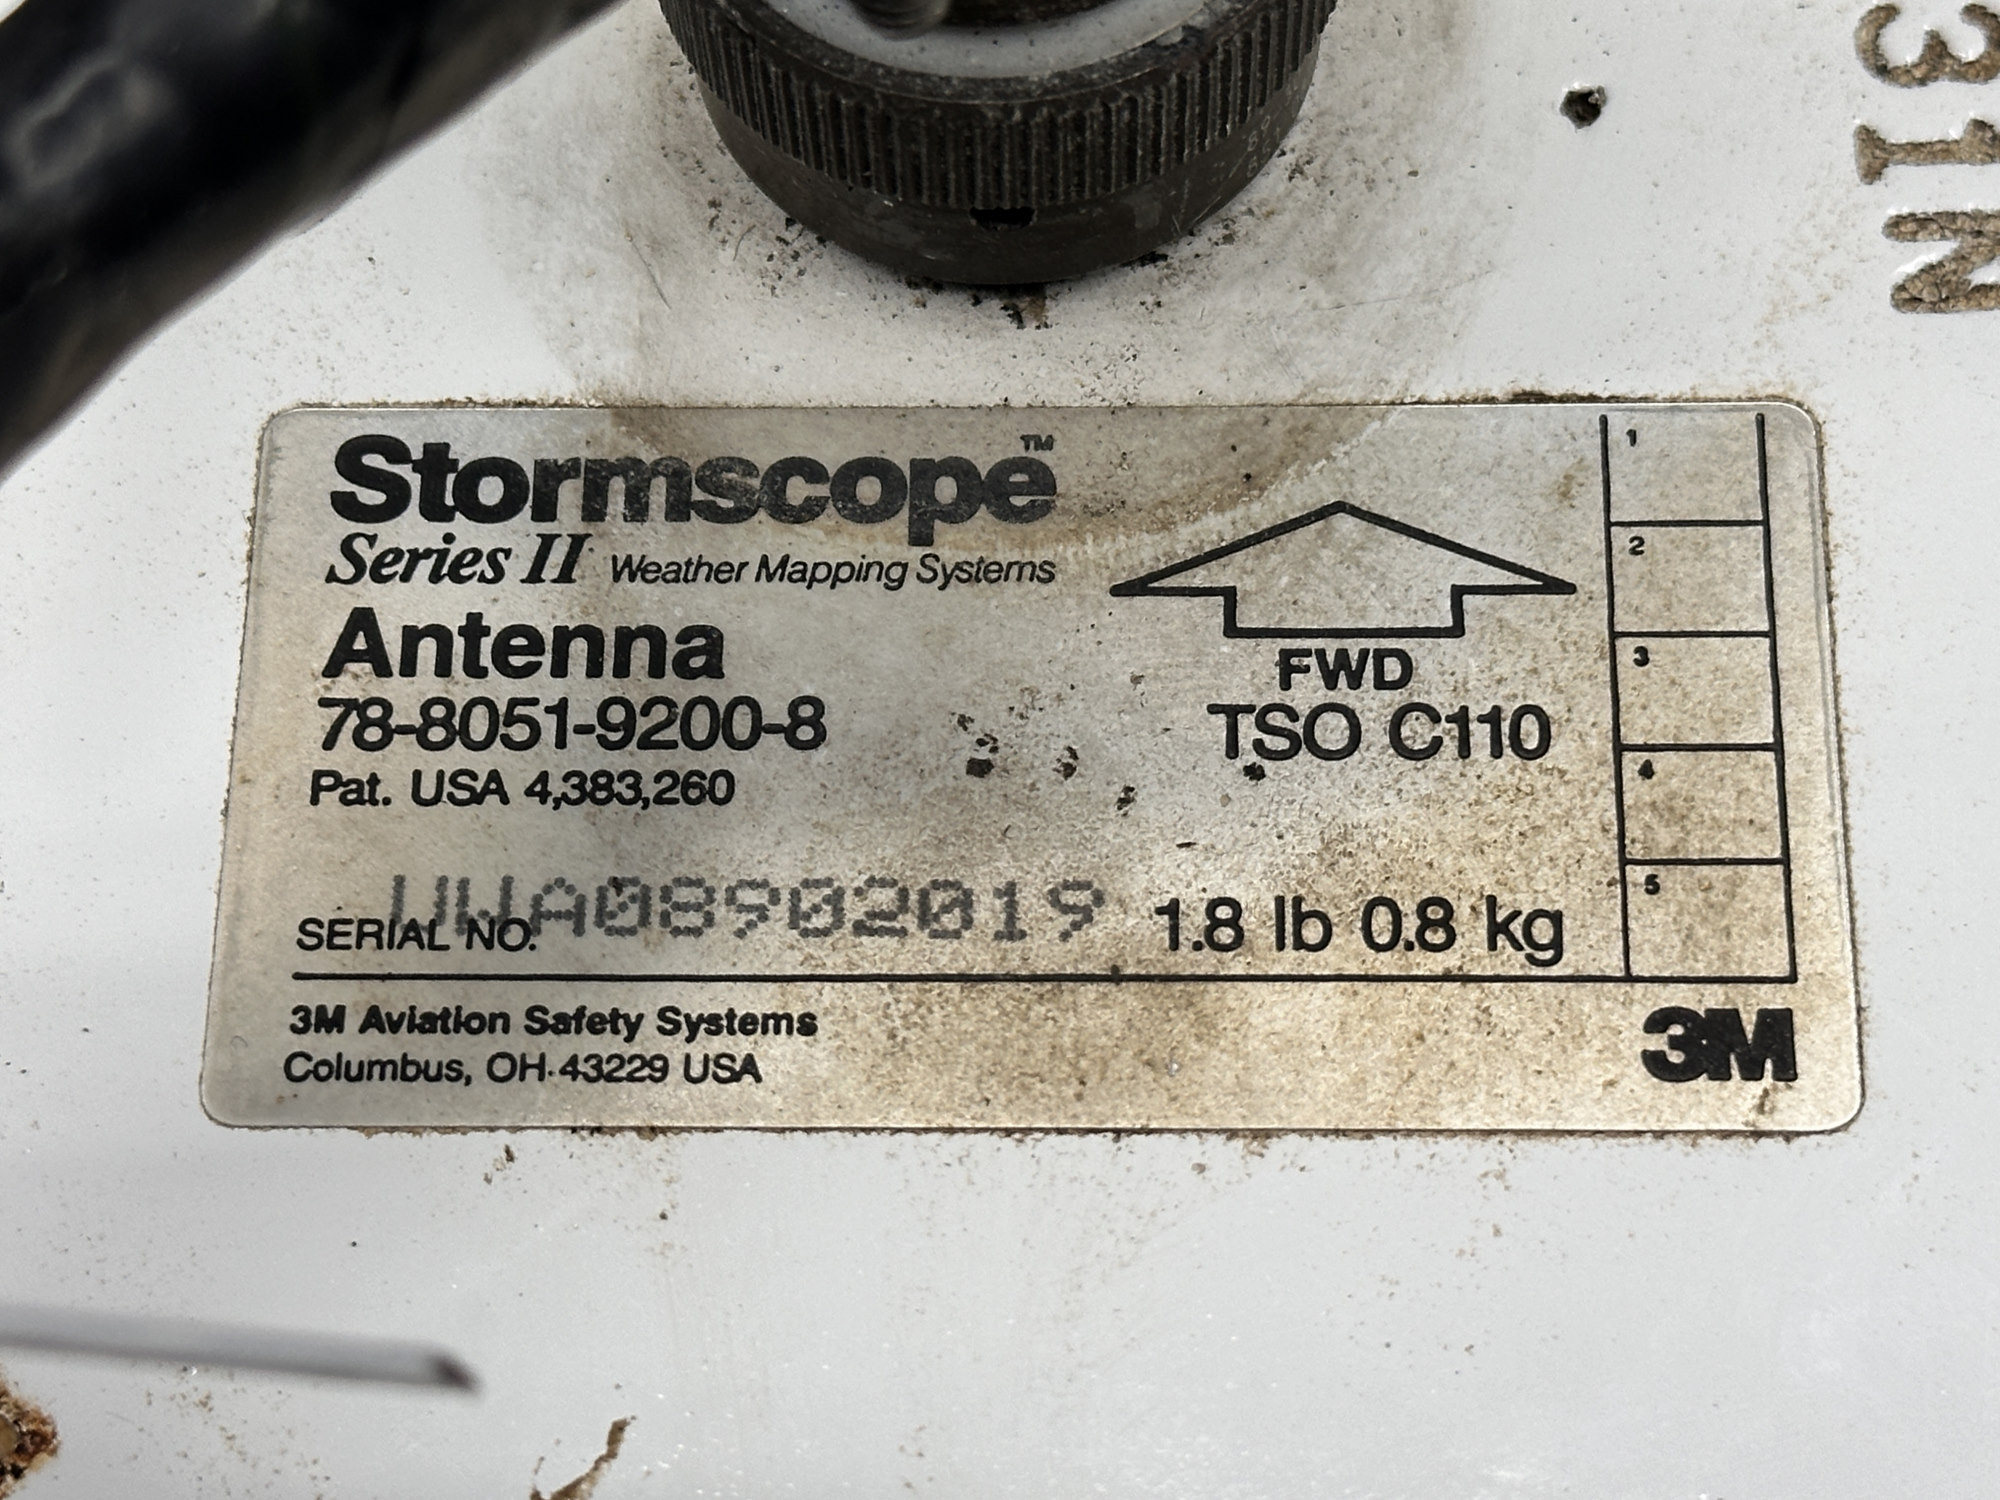 31N
Stormscope™
Series II Weather Mapping Systems
Antenna
78-8051-9200-8
Pat. USA 4,383,260
FWD
TSO C110
1
2
3
4
5
SERIAL NO. UWA08902019
1.8 lb 0.8 kg
3M Aviation Safety Systems
Columbus, OH 43229 USA
3M